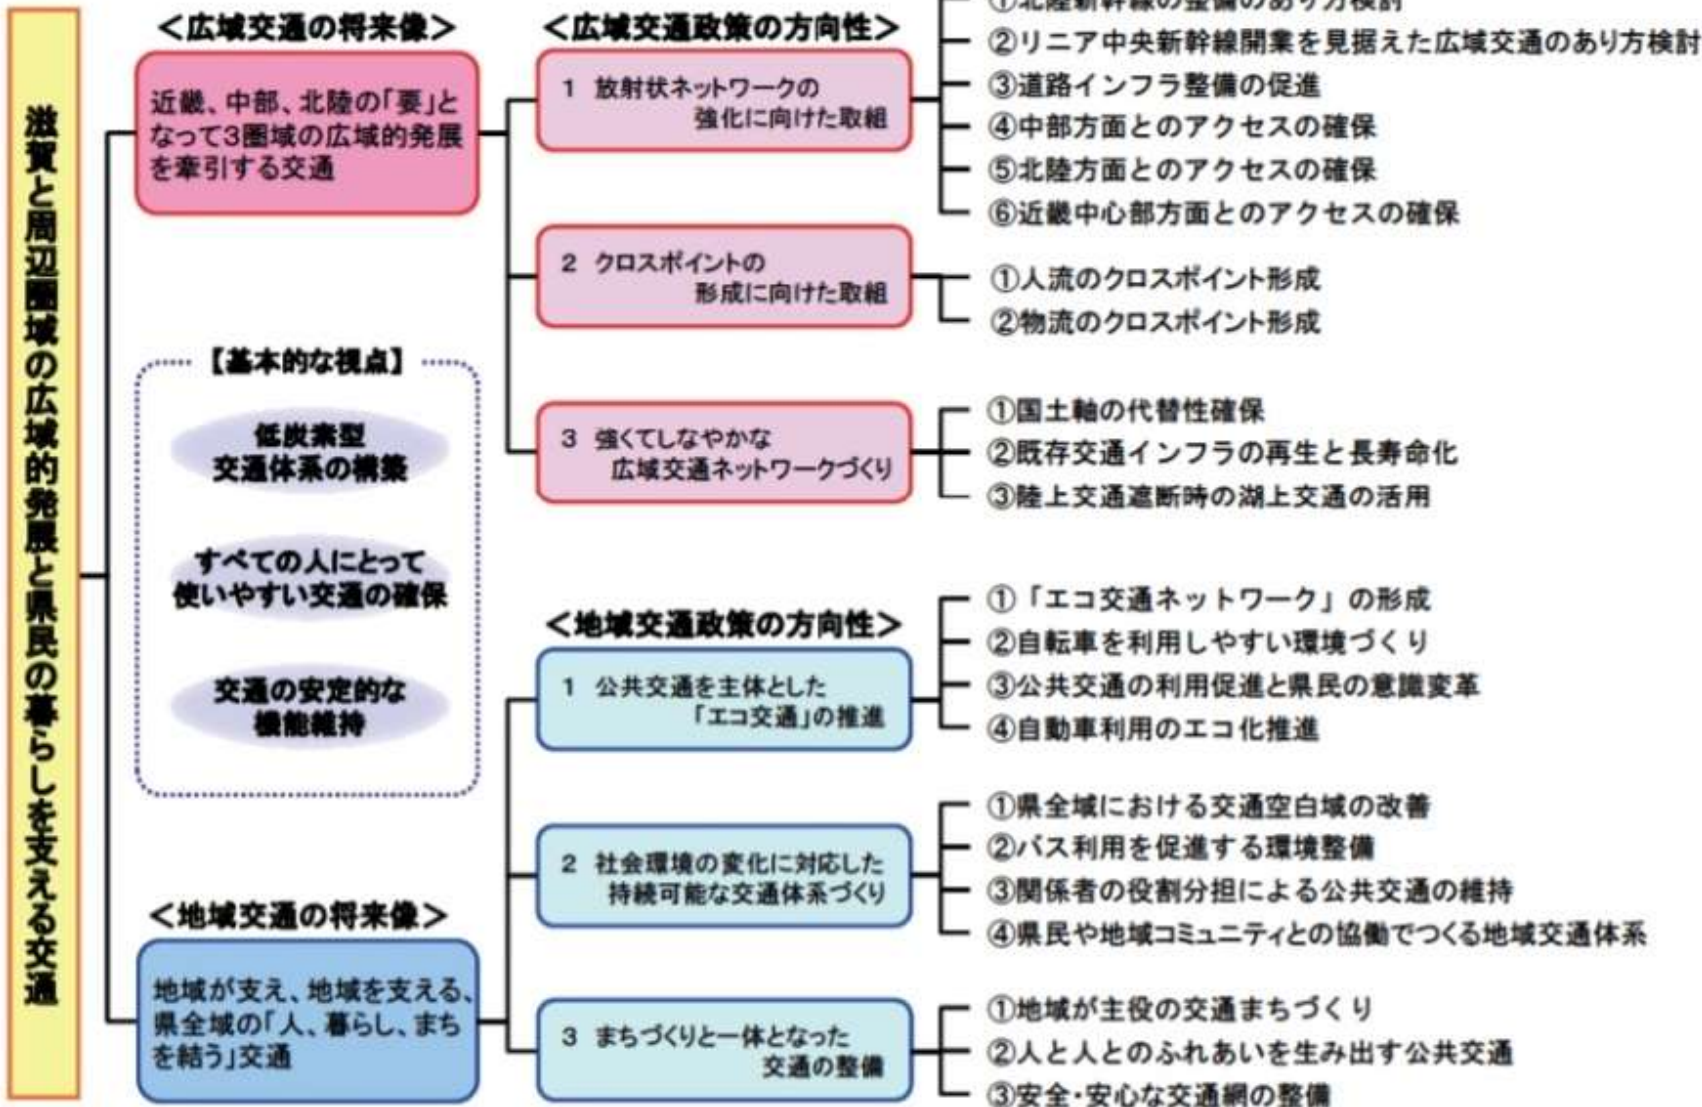 滋賀と周辺圏域の広域的発展と県民の暮らしを支える交通
＜広域交通の将来像＞
近畿、中部、北陸の「要」と
なって3圏域の広域的発展
を牽引する交通
【基本的な視点】
低炭素型
交通体系の構築
すべての人にとって
使いやすい交通の確保
交通の安定的な
機能維持
＜地域交通の将来像＞
地域が支え、地域を支える、
県全域の「人、暮らし、まち
を結う」交通
＜広域交通政策の方向性＞
1 放射状ネットワークの
強化に向けた取組
①北陸新幹線の整備のあり方検討
②リニア中央新幹線開業を見据えた広域交通のあり方検討
③道路インフラ整備の促進
④中部方面とのアクセスの確保
⑤北陸方面とのアクセスの確保
⑥近畿中心部方面とのアクセスの確保
2 クロスポイントの
形成に向けた取組
①人流のクロスポイント形成
②物流のクロスポイント形成
3 強くてしなやかな
広域交通ネットワークづくり
①国土軸の代替性確保
②既存交通インフラの再生と長寿命化
③陸上交通遮断時の湖上交通の活用
＜地域交通政策の方向性＞
1 公共交通を主体とした
「エコ交通」の推進
①「エコ交通ネットワーク」の形成
②自転車を利用しやすい環境づくり
③公共交通の利用促進と県民の意識変革
④自動車利用のエコ化推進
2 社会環境の変化に対応した
持続可能な交通体系づくり
①県全域における交通空白域の改善
②バス利用を促進する環境整備
③関係者の役割分担による公共交通の維持
④県民や地域コミュニティとの協働でつくる地域交通体系
3 まちづくりと一体となった
交通の整備
①地域が主役の交通まちづくり
②人と人とのふれあいを生み出す公共交通
③安全・安心な交通網の整備